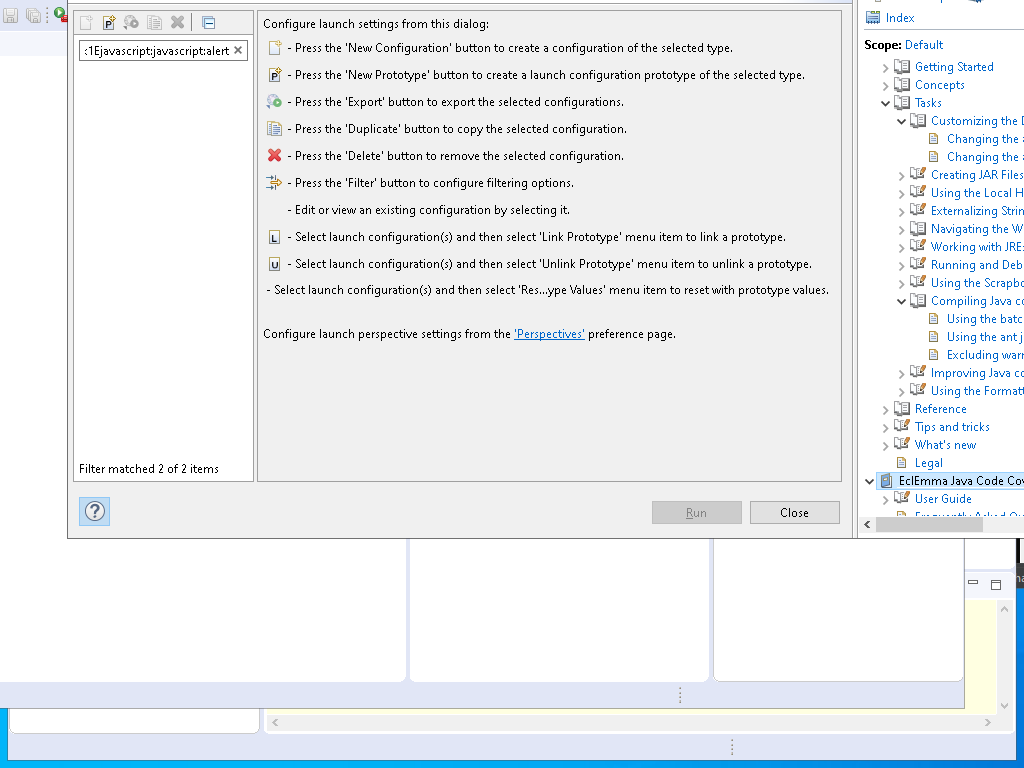 :1Ejavascript:javascript:alert
Filter matched 2 of 2 items
Configure launch settings from this dialog:
- Press the 'New Configuration' button to create a configuration of the selected type.
P - Press the 'New Prototype' button to create a launch configuration prototype of the selected type.
- Press the 'Export' button to export the selected configurations.
- Press the 'Duplicate' button to copy the selected configuration.
- Press the 'Delete' button to remove the selected configuration.
- Press the 'Filter' button to configure filtering options.
- Edit or view an existing configuration by selecting it.
L - Select launch configuration(s) and then select 'Link Prototype' menu item to link a prototype.
U - Select launch configuration(s) and then select 'Unlink Prototype' menu item to unlink a prototype.
- Select launch configuration(s) and then select 'Res...ype Values' menu item to reset with prototype values.
Configure launch perspective settings from the 'Perspectives' preference page.
Run
Close
Index
Scope: Default
Getting Started
Concepts
Tasks
Customizing the
Changing the
Changing the
Creating JAR Files
Using the Local H
Externalizing Strin
Navigating the W
Working with JREs
Running and Deb
Using the Scrapbo
Compiling Java co
Using the batc
Using the ant j
Excluding warn
Improving Java co
Using the Formatt
Reference
Tips and tricks
What's new
Legal
EclEmma Java Code Cov
User Guide